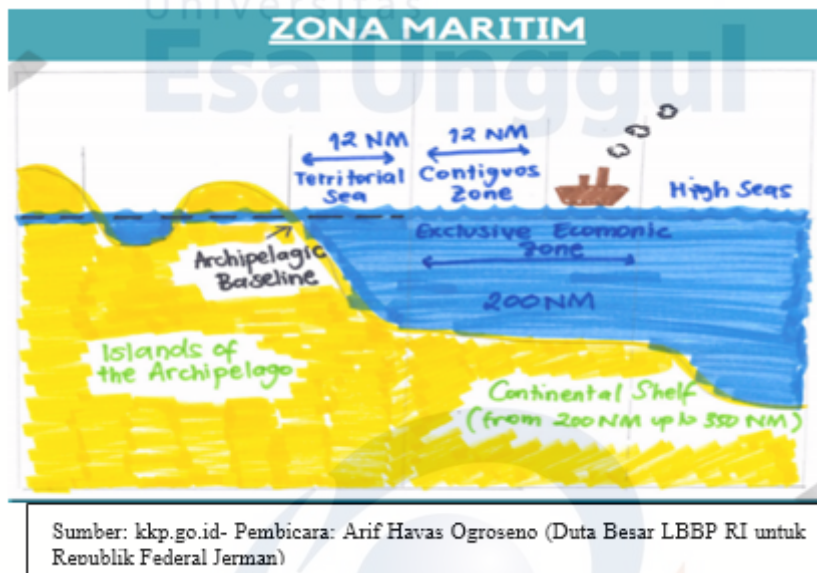 Universitas
ZONA MARITIM
Esa Unggul
12 NM
12 NM
Territorial
Sea
Contiguos
Zone
High Seas
Archipelagic
Baseline
Exclusive Ecomonic
Zone
200 NM
Islands of
the Archipelago
Continental Shelf
(from 200 NM up to 350 NM)
Sumber: kkp.go.id- Pembicara: Arif Havas Ogroseno (Duta Besar LBBP RI untuk
Republik Federal Jerman)